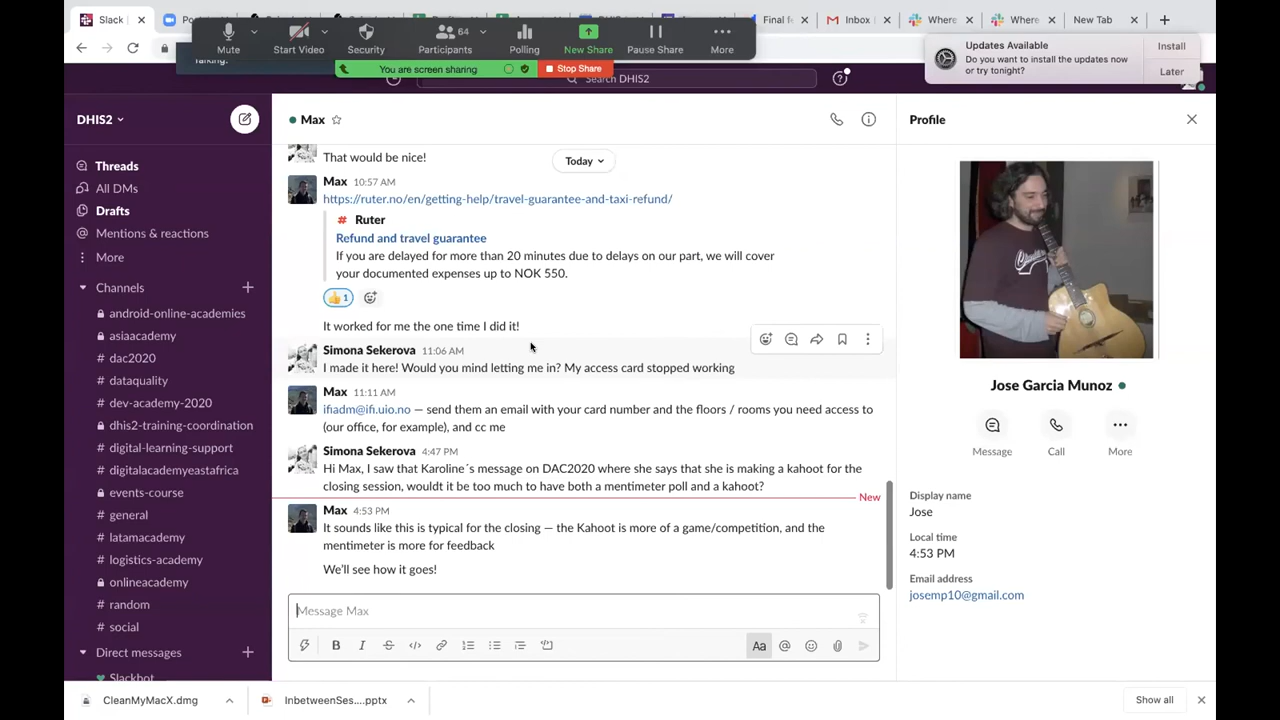 Slack |
Final f
Inbox
Where
Where
New Tab
Mute
Start Video
Security
Participants
64
Polling
New Share
Pause Share
More
Talking:
You are screen sharing
Stop Share
Updates Available
Do you want to install the updates now
or try tonight?
Install
Later
Search DHIS2
DHIS2
Threads
All DMs
Drafts
Mentions & reactions
More
Channels
android-online-academies
asiaacademy
# dac2020
# dataquality
# dev-academy-2020
dhis2-training-coordination
# digital-learning-support
# digitalacademyeastafrica
events-course
# general
# latamacademy
# logistics-academy
onlineacademy
# random
# social
Direct messages
Slackbot
Max
That would be nice!
Today
Max 10:57 AM
https://ruter.no/en/getting-help/travel-guarantee-and-taxi-refund/
Ruter
Refund and travel guarantee
If you are delayed for more than 20 minutes due to delays on our part, we will cover
your documented expenses up to NOK 550.
1
It worked for me the one time I did it!
Simona Sekerova 11:06 AM
I made it here! Would you mind letting me in? My access card stopped working
Max 11:11 AM
ifiadm@ifi.uio.no — send them an email with your card number and the floors / rooms you need access to
(our office, for example), and cc me
Simona Sekerova 4:47 PM
Hi Max, I saw that Karoline´s message on DAC2020 where she says that she is making a kahoot for the
closing session, wouldt it be too much to have both a mentimeter poll and a kahoot?
New
Max 4:53 PM
It sounds like this is typical for the closing — the Kahoot is more of a game/competition, and the
mentimeter is more for feedback
We'll see how it goes!
Message Max
B I S Aa @
Profile
Jose Garcia Munoz
Message
Call
More
Display name
Jose
Local time
4:53 PM
Email address
josemp10@gmail.com
CleanMyMacX.dmg
InbetweenSes....pptx
Show all